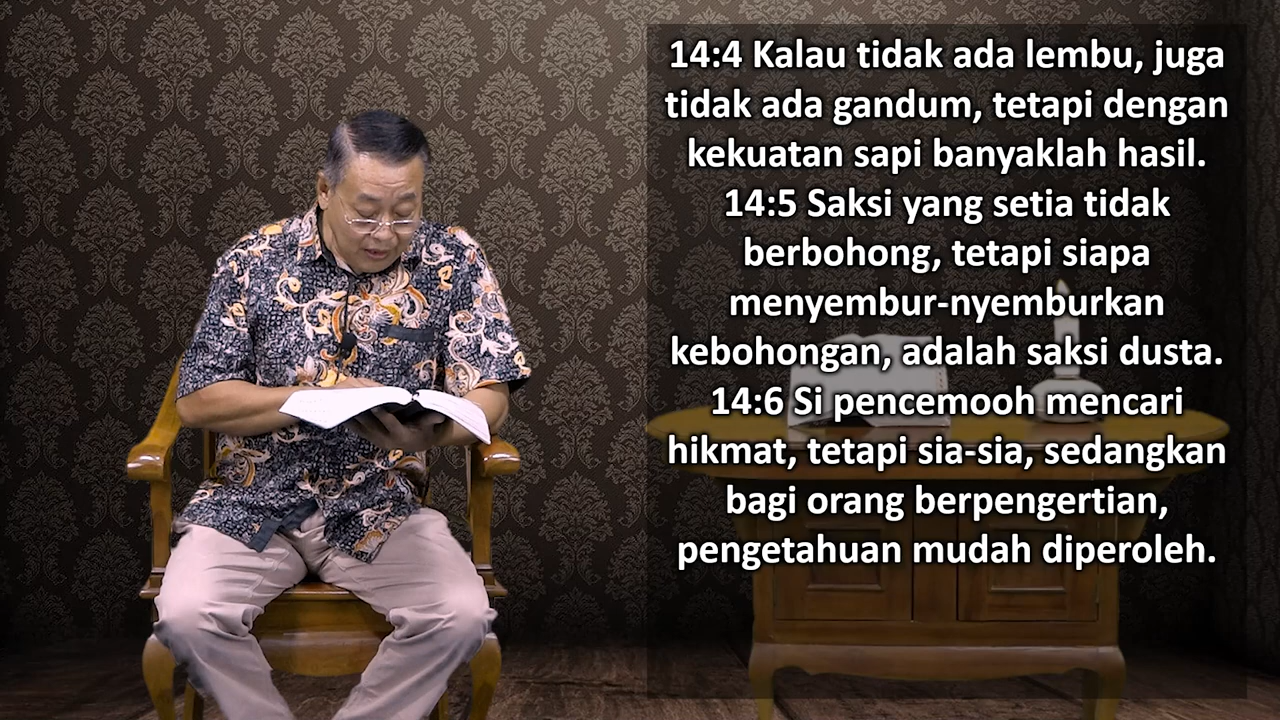 14:4 Kalau tidak ada lembu, juga
tidak ada gandum, tetapi dengan
kekuatan sapi banyaklah hasil.
14:5 Saksi yang setia tidak
berbohong, tetapi siapa
menyembur-nyemburkan
kebohongan, adalah saksi dusta.
14:6 Si pencemooh mencari
hikmat, tetapi sia-sia, sedangkan
bagi orang berpengertian,
pengetahuan mudah diperoleh.